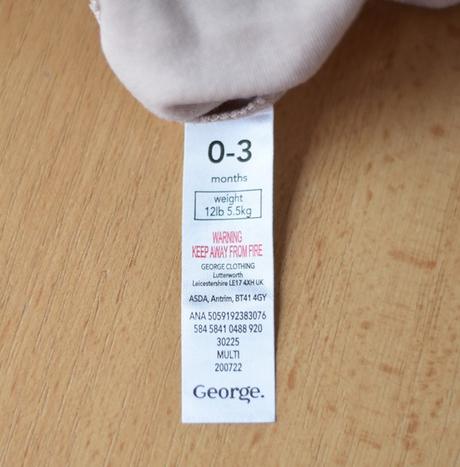 0-3
months
weight
12lb 5.5kg
WARNING
KEEP AWAY FROM FIRE
GEORGE CLOTHING
Lutterworth
Leicestershire LE17 4XH UK
ASDA, Antrim, BT41 4GY
ANA 5059192383076
584 5841 0488 920
30225
MULTI
200722
George.